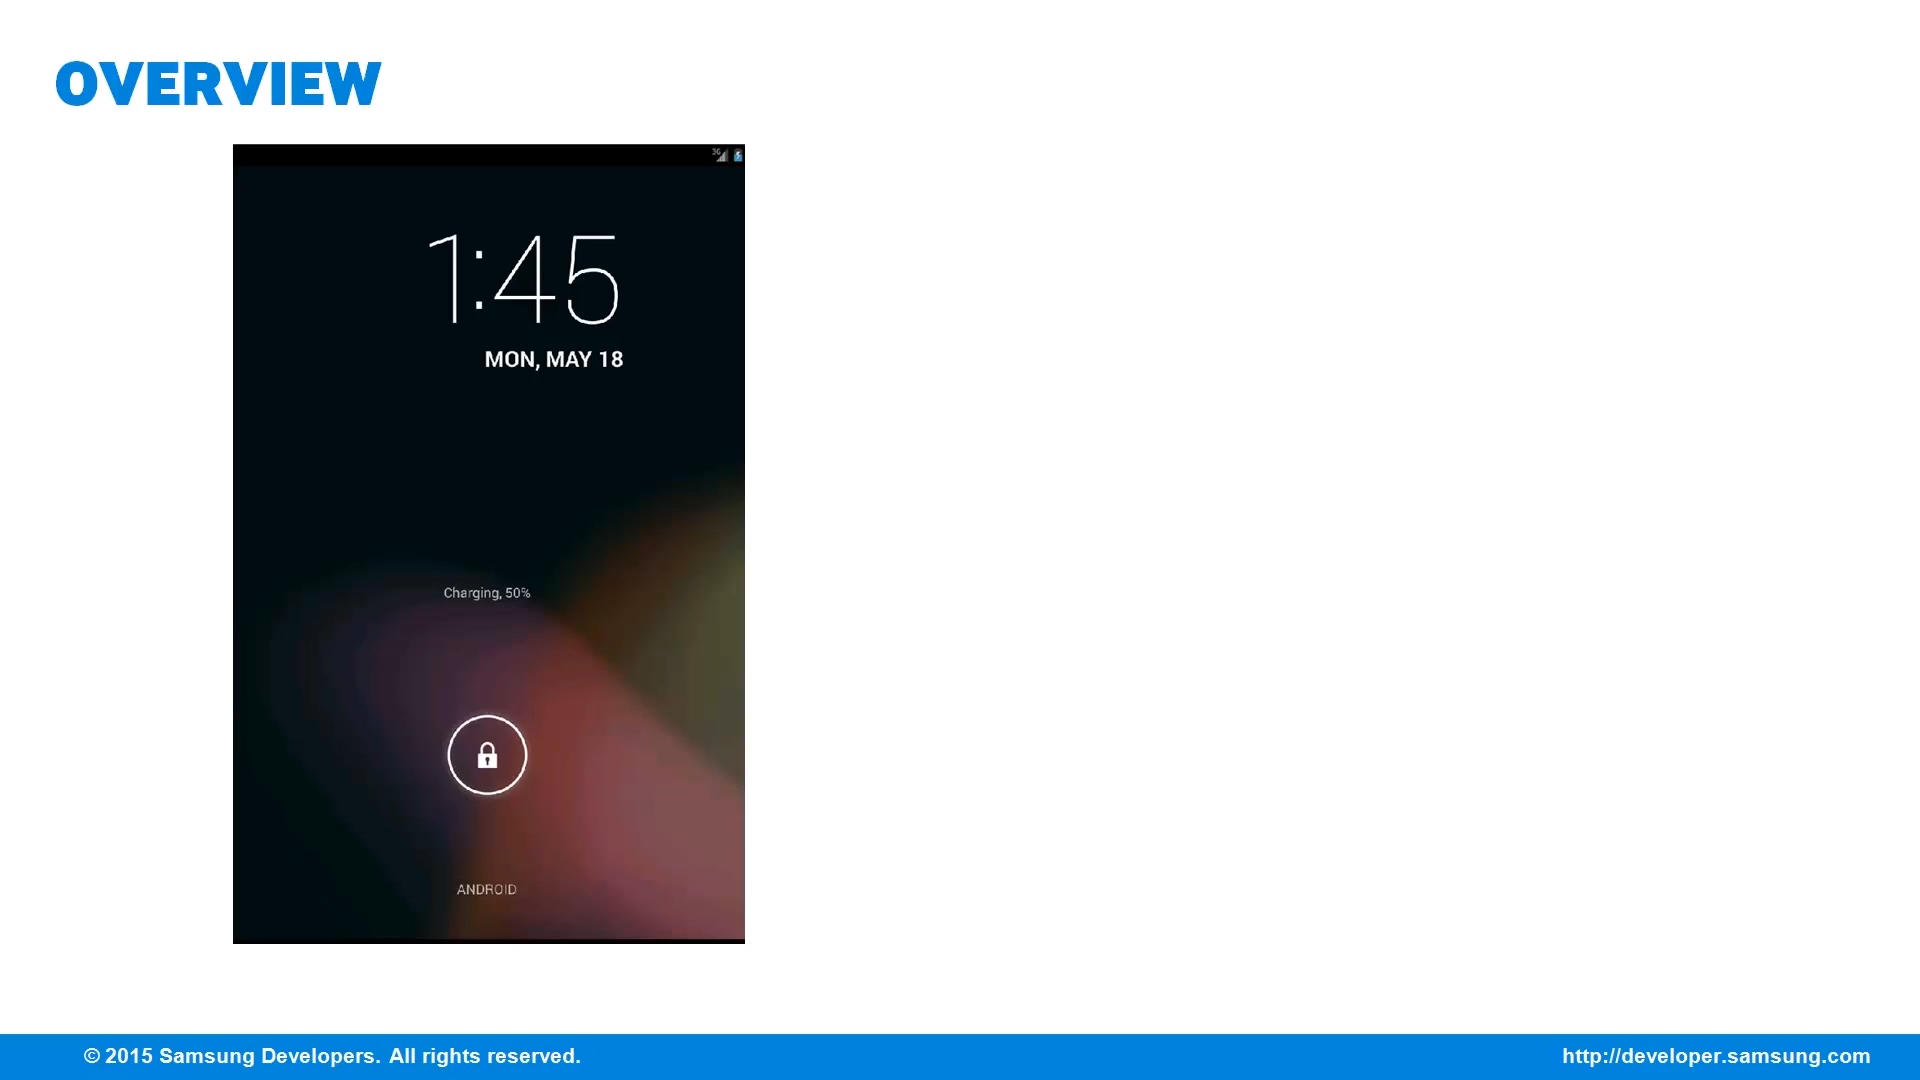 OVERVIEW
3G
1:45
MON, MAY 18
Charging, 50%
ANDROID
© 2015 Samsung Developers. All rights reserved.
http://developer.samsung.com